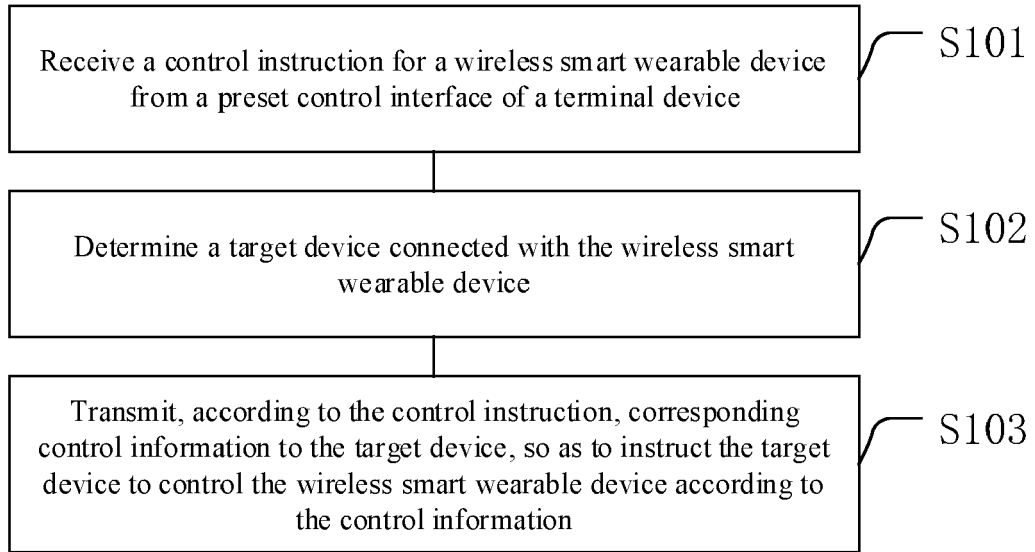 Receive a control instruction for a wireless smart wearable device
from a preset control interface of a terminal device
S101
Determine a target device connected with the wireless smart
wearable device
S102
Transmit, according to the control instruction, corresponding
control information to the target device, so as to instruct the target
device to control the wireless smart wearable device according to
the control information
S103